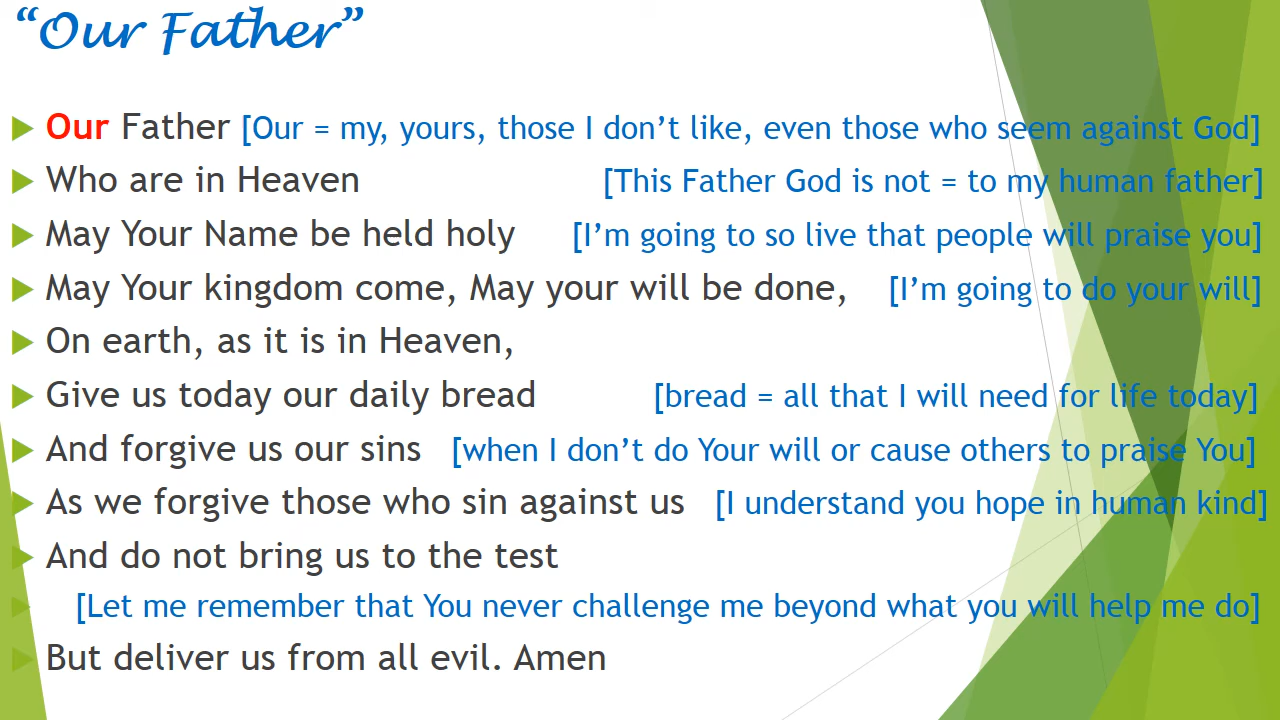 “Our Father”
Our Father [Our = my, yours, those I don’t like, even those who seem against God]
Who are in Heaven [This Father God is not = to my human father]
May Your Name be held holy [I’m going to so live that people will praise you]
May Your kingdom come, May your will be done, [I’m going to do your will]
On earth, as it is in Heaven,
Give us today our daily bread [bread = all that I will need for life today]
And forgive us our sins [when I don’t do Your will or cause others to praise You]
As we forgive those who sin against us [I understand you hope in human kind]
And do not bring us to the test
[Let me remember that You never challenge me beyond what you will help me do]
But deliver us from all evil. Amen